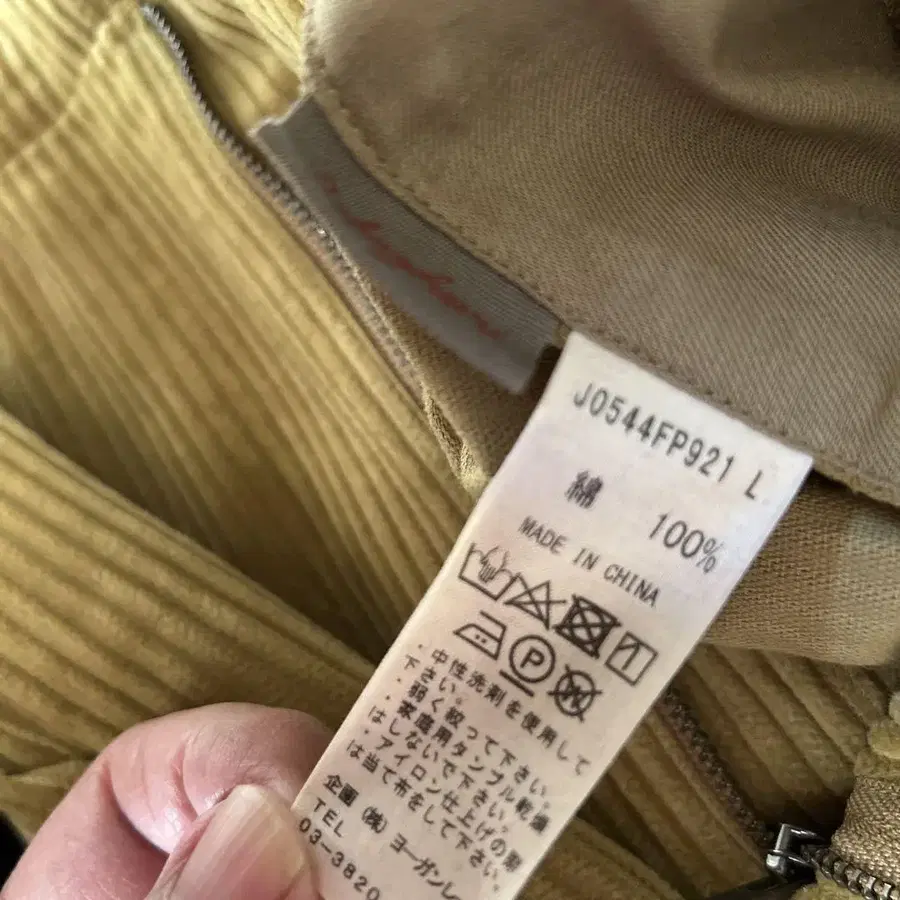 J0544FP921 L
綿 100%
MADE IN CHINA
P
W
・中性洗剤を使用して
下さい。
・弱く絞って下さい。
・家庭用タンブル乾燥
はしないで下さい。
・アイロン仕上げの際
は当て布をして下さい。
企画 (株) ヨーガンレ
TEL
03-3820